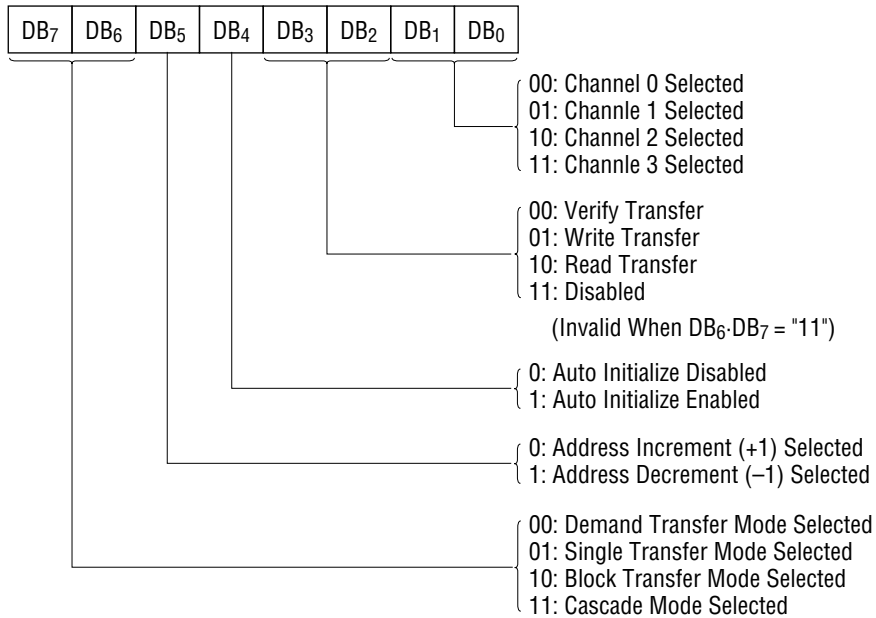 DB7 DB6 DB5 DB4 DB3 DB2 DB1 DB0
00: Channel 0 Selected
01: Channle 1 Selected
10: Channel 2 Selected
11: Channle 3 Selected
00: Verify Transfer
01: Write Transfer
10: Read Transfer
11: Disabled
(Invalid When DB6·DB7 = "11")
0: Auto Initialize Disabled
1: Auto Initialize Enabled
0: Address Increment (+1) Selected
1: Address Decrement (–1) Selected
00: Demand Transfer Mode Selected
01: Single Transfer Mode Selected
10: Block Transfer Mode Selected
11: Cascade Mode Selected